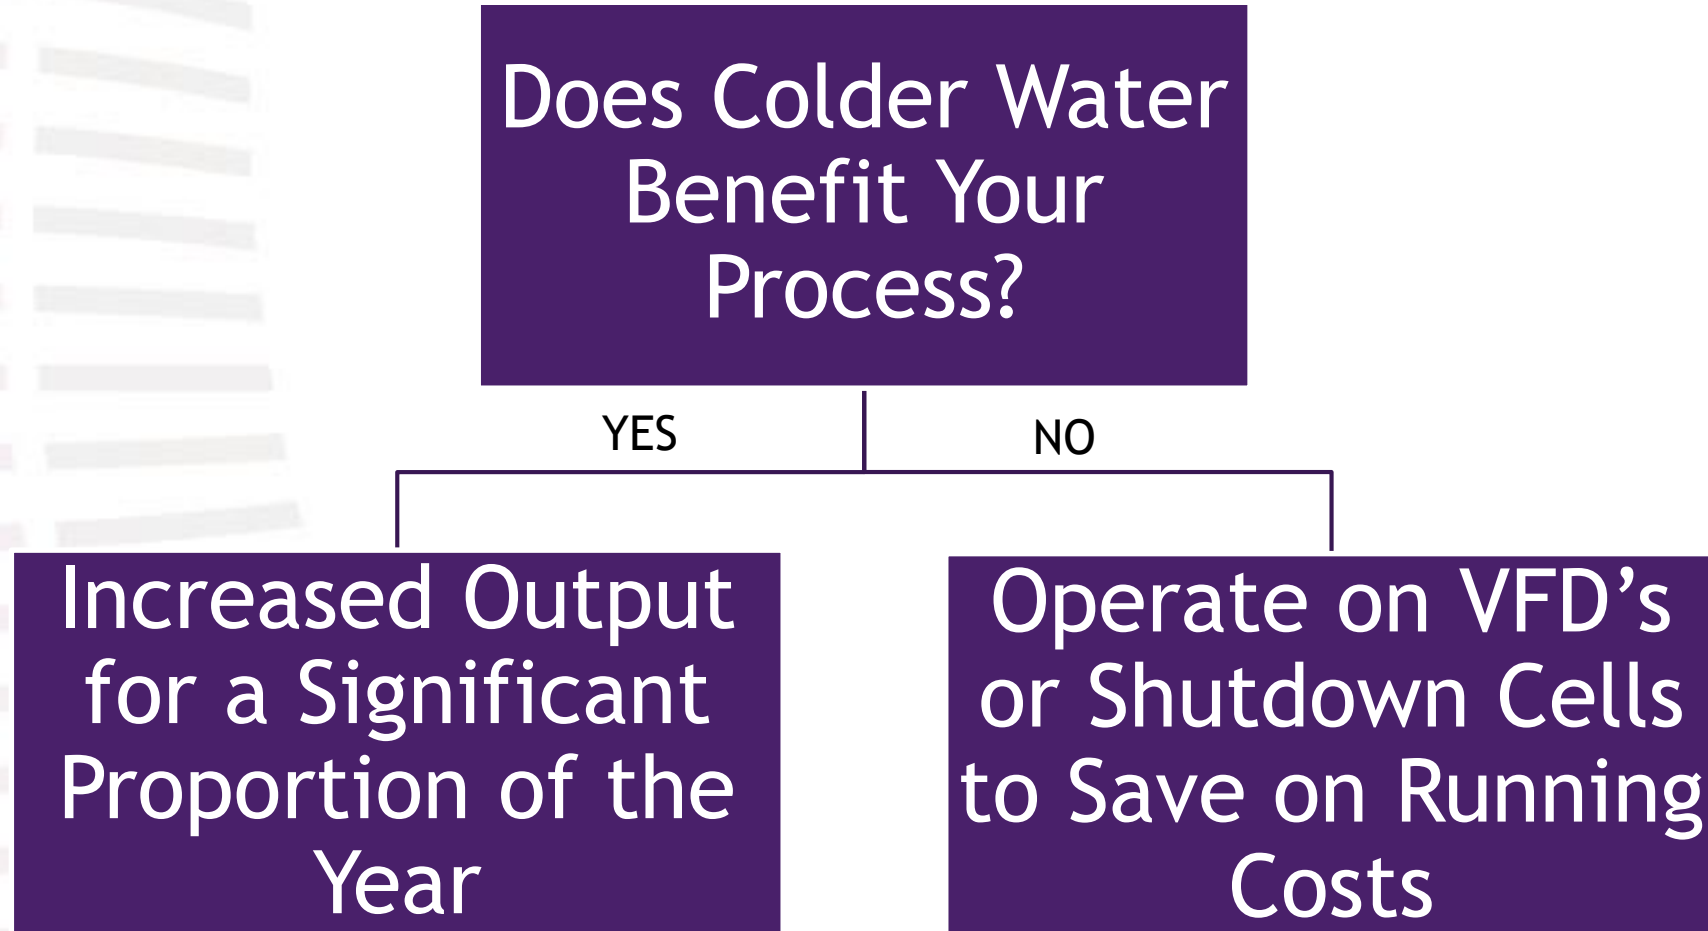 Does Colder Water
Benefit Your
Process?
YES
NO
Increased Output
for a Significant
Proportion of the
Year
Operate on VFD’s
or Shutdown Cells
to Save on Running
Costs